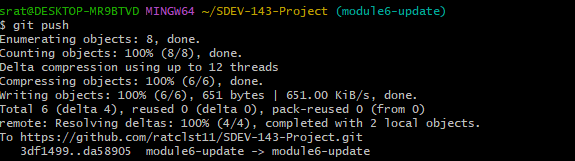 srat@DESKTOP-MR9BTVD MINGW64 ~/SDEV-143-Project (module6-update)
$ git push
Enumerating objects: 8, done.
Counting objects: 100% (8/8), done.
Delta compression using up to 12 threads
Compressing objects: 100% (6/6), done.
Writing objects: 100% (6/6), 651 bytes | 651.00 KiB/s, done.
Total 6 (delta 4), reused 0 (delta 0), pack-reused 0 (from 0)
remote: Resolving deltas: 100% (4/4), completed with 2 local objects.
To https://github.com/ratclst11/SDEV-143-Project.git
   3df1499..da58905  module6-update -> module6-update